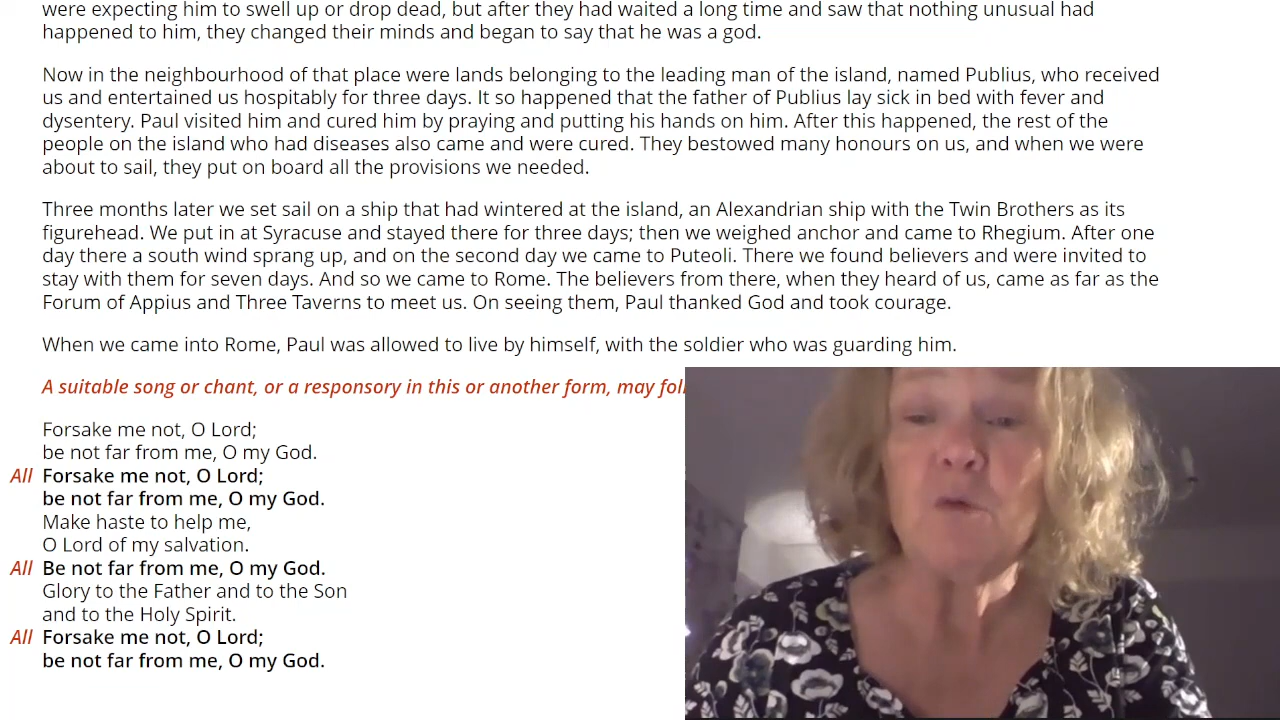 were expecting him to swell up or drop dead, but after they had waited a long time and saw that nothing unusual had
happened to him, they changed their minds and began to say that he was a god.
Now in the neighbourhood of that place were lands belonging to the leading man of the island, named Publius, who received
us and entertained us hospitably for three days. It so happened that the father of Publius lay sick in bed with fever and
dysentery. Paul visited him and cured him by praying and putting his hands on him. After this happened, the rest of the
people on the island who had diseases also came and were cured. They bestowed many honours on us, and when we were
about to sail, they put on board all the provisions we needed.
Three months later we set sail on a ship that had wintered at the island, an Alexandrian ship with the Twin Brothers as its
figurehead. We put in at Syracuse and stayed there for three days; then we weighed anchor and came to Rhegium. After one
day there a south wind sprang up, and on the second day we came to Puteoli. There we found believers and were invited to
stay with them for seven days. And so we came to Rome. The believers from there, when they heard of us, came as far as the
Forum of Appius and Three Taverns to meet us. On seeing them, Paul thanked God and took courage.
When we came into Rome, Paul was allowed to live by himself, with the soldier who was guarding him.
A suitable song or chant, or a responsory in this or another form, may
Forsake me not, O Lord;
be not far from me, O my God.
All Forsake me not, O Lord;
be not far from me, O my God.
Make haste to help me,
O Lord of my salvation.
All Be not far from me, O my God.
Glory to the Father and to the Son
and to the Holy Spirit.
All Forsake me not, O Lord;
be not far from me, O my God.